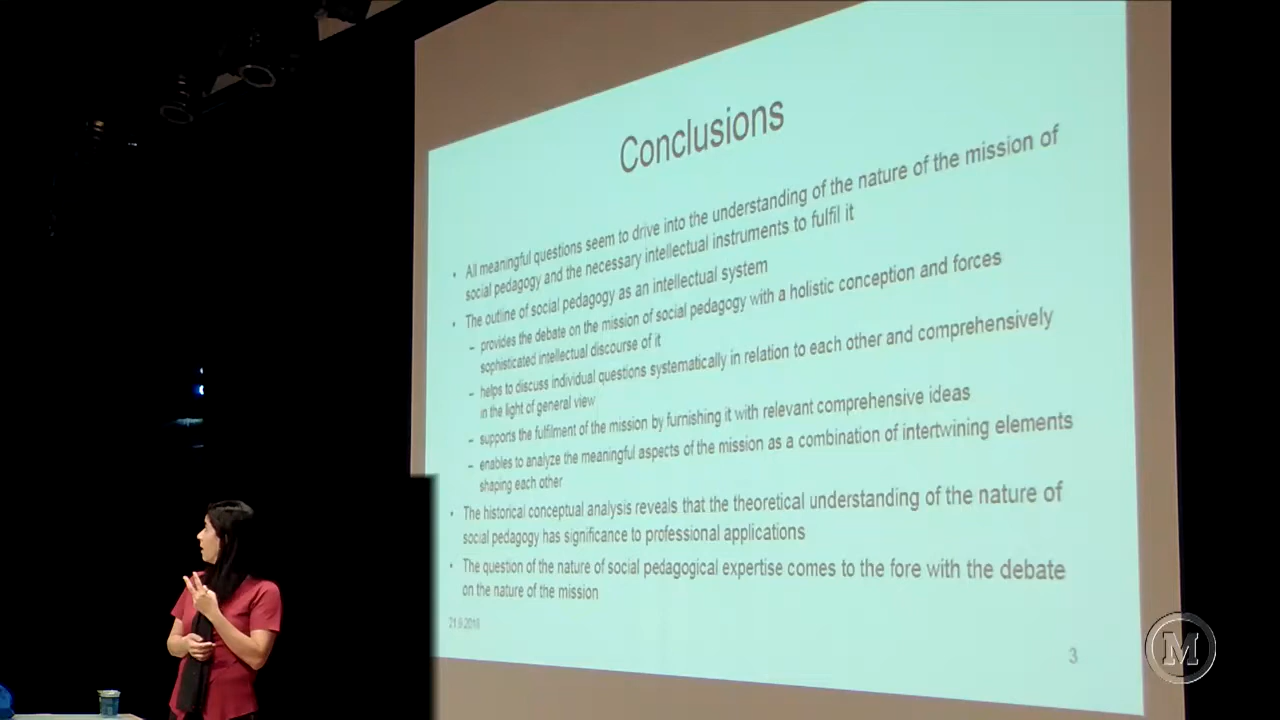 Conclusions
• All meaningful questions seem to drive into the understanding of the nature of the mission of
social pedagogy and the necessary intellectual instruments to fulfil it
• The outline of social pedagogy as an intellectual system
– provides the debate on the mission of social pedagogy with a holistic conception and forces
sophisticated intellectual discourse of it
– helps to discuss individual questions systematically in relation to each other and comprehensively
in the light of general view
– supports the fulfilment of the mission by furnishing it with relevant comprehensive ideas
– enables to analyze the meaningful aspects of the mission as a combination of intertwining elements
shaping each other
• The historical conceptual analysis reveals that the theoretical understanding of the nature of
social pedagogy has significance to professional applications
• The question of the nature of social pedagogical expertise comes to the fore with the debate
on the nature of the mission
21.9.2018
3
M